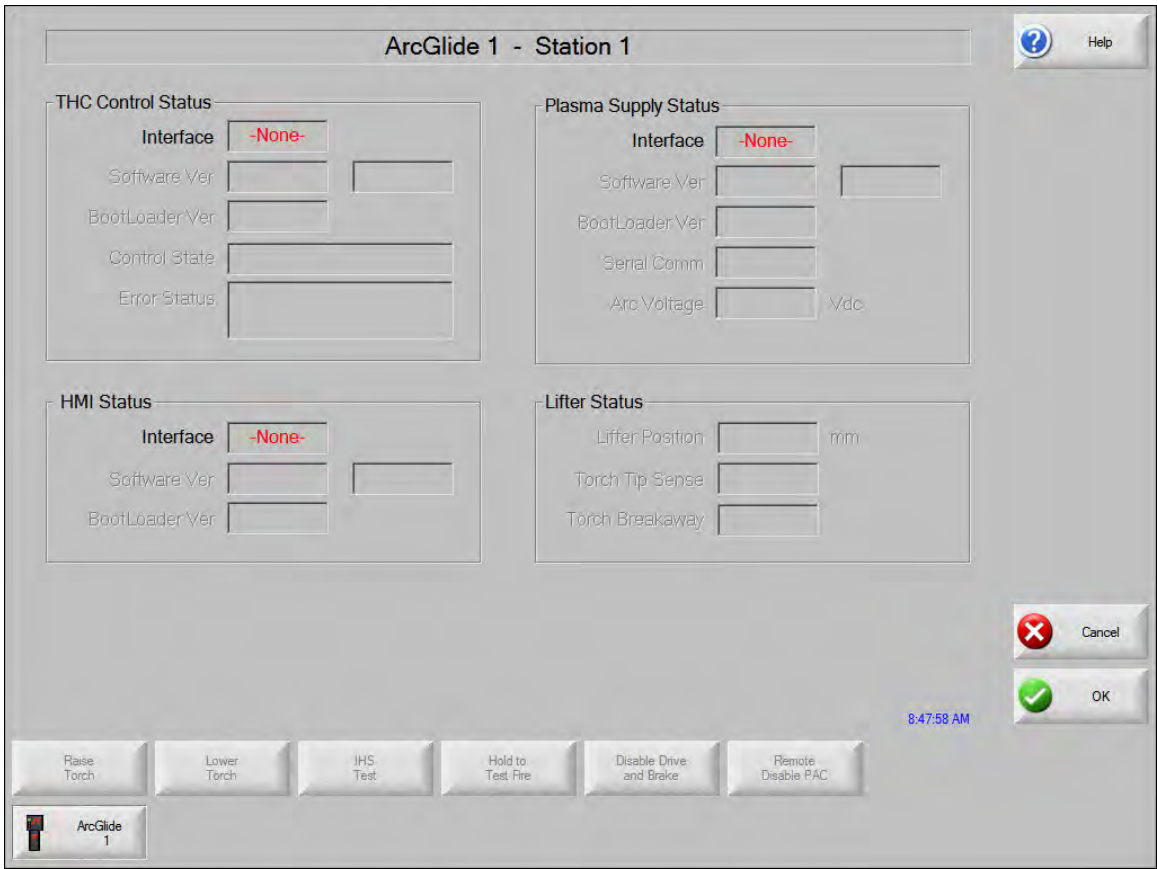 ArcGlide 1 - Station 1
Help
THC Control Status
Interface -None-
Software Ver
BootLoader Ver
Control State
Error Status
Plasma Supply Status
Interface -None-
Software Ver
BootLoader Ver
Serial Comm
Arc Voltage Vdc
HMI Status
Interface -None-
Software Ver
BootLoader Ver
Lifter Status
Lifter Position mm
Torch Tip Sense
Torch Breakaway
Cancel
OK
8:47:58 AM
Raise
Torch
Lower
Torch
IHS
Test
Hold to
Test Fire
Disable Drive
and Brake
Remote
Disable PAC
ArcGlide
1